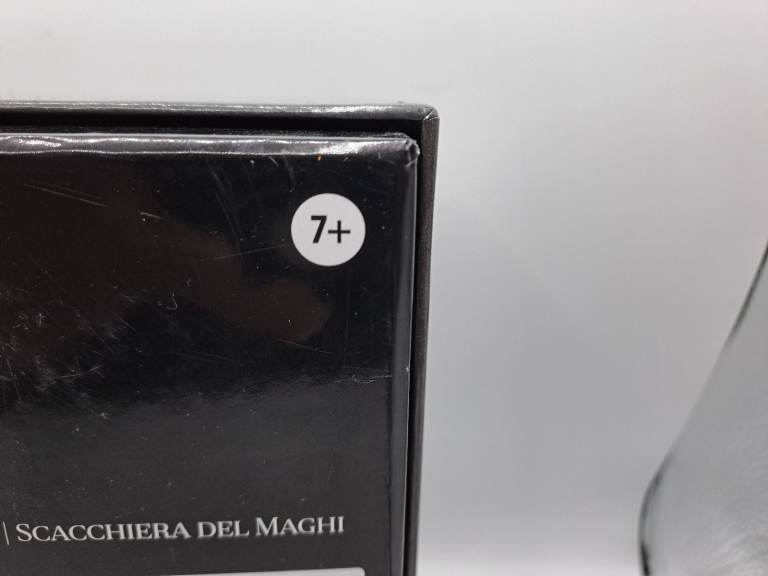 7+
| SCACCHIERA DEL MAGHI